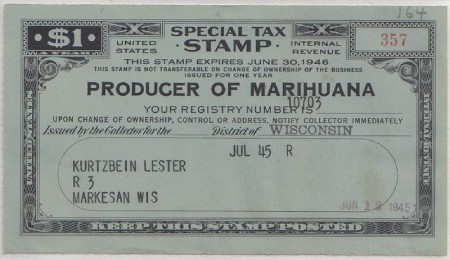 164
$1
A YEAR
UNITED STATES
SPECIAL TAX
STAMP
INTERNAL REVENUE
357
THIS STAMP EXPIRES JUNE 30, 1946
THIS STAMP IS NOT TRANSFERABLE ON CHANGE OF OWNERSHIP OF THE BUSINESS
ISSUED FOR ONE YEAR
PRODUCER OF MARIHUANA
YOUR REGISTRY NUMBER IS 10703
UPON CHANGE OF OWNERSHIP, CONTROL OR ADDRESS, NOTIFY COLLECTOR IMMEDIATELY
Issued by the Collector for the District of WISCONSIN
JUL 45 R
KURTZBEIN LESTER
R 3
MARKESAN WIS
1945
KEEP THIS STAMP POSTED